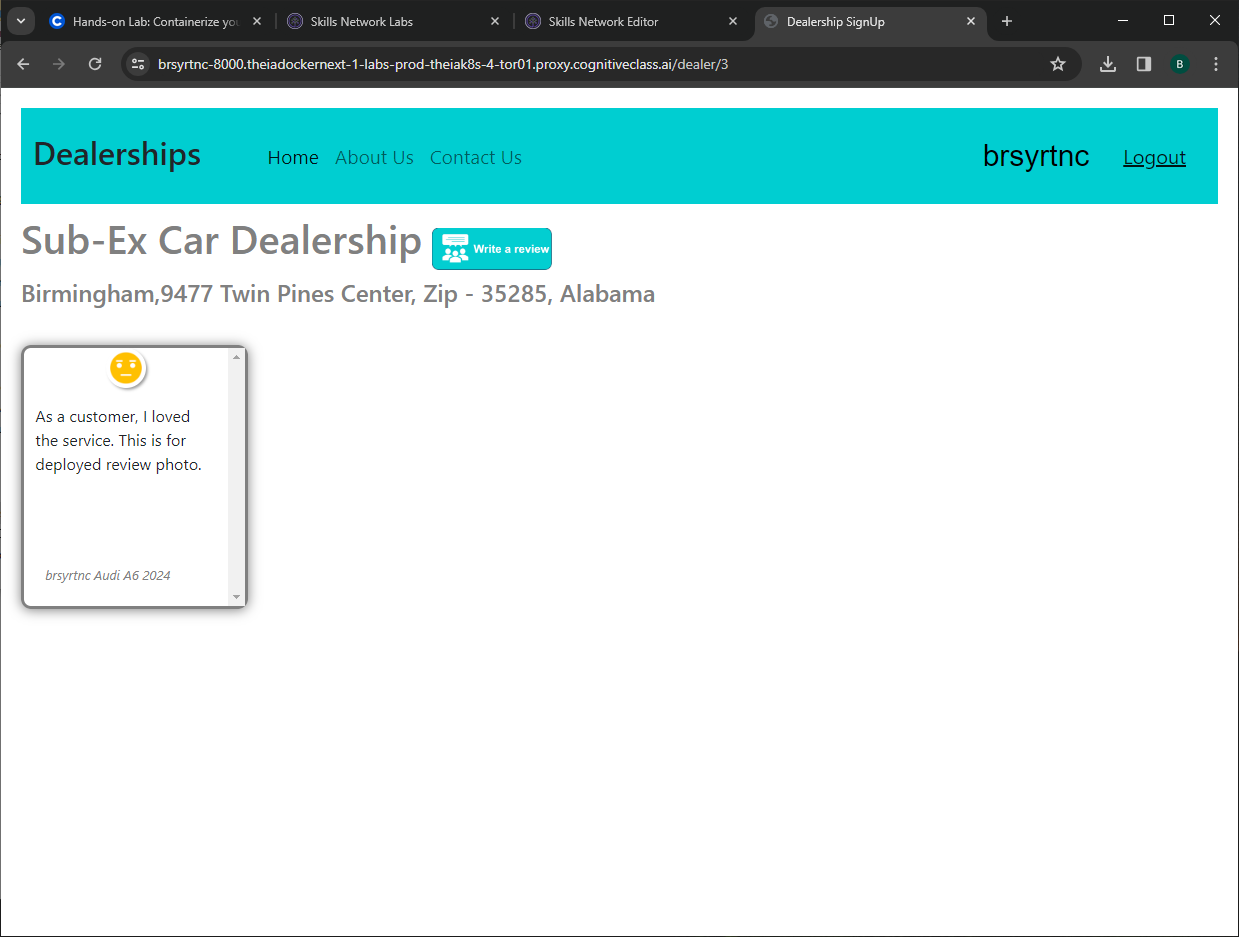 Hands-on Lab: Containerize you
Skills Network Labs
Skills Network Editor
Dealership SignUp
brsyrtnc-8000.theiadockernext-1-labs-prod-theiak8s-4-tor01.proxy.cognitiveclass.ai/dealer/3
B
Dealerships Home About Us Contact Us brsyrtnc Logout
Sub-Ex Car Dealership Write a review
Birmingham,9477 Twin Pines Center, Zip - 35285, Alabama
As a customer, I loved
the service. This is for
deployed review photo.
brsyrtnc Audi A6 2024